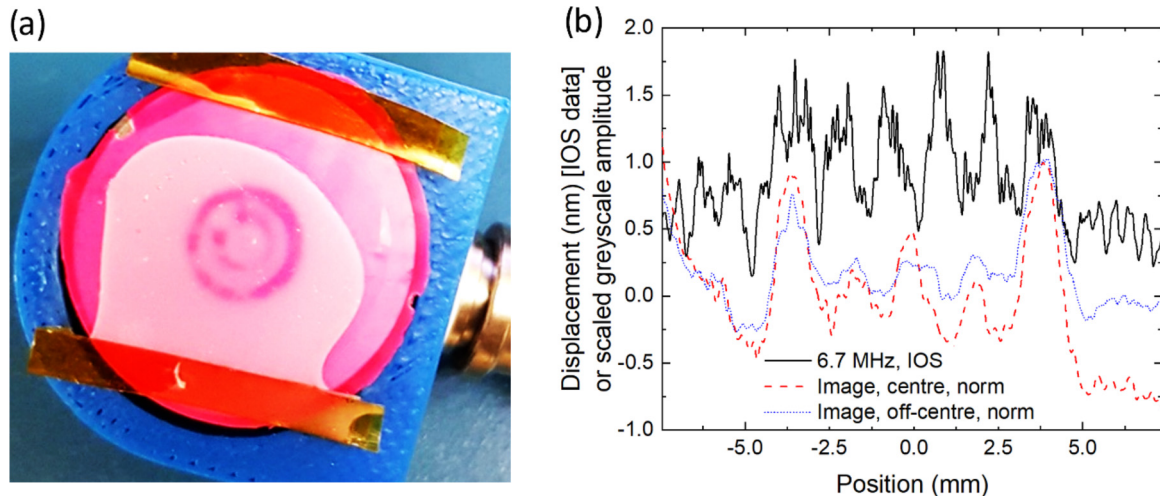 (a)
(b)
Displacement (nm) [IOS data]
or scaled greyscale amplitude
2.0
1.5
1.0
0.5
0.0
-0.5
-1.0
6.7 MHz, IOS
Image, centre, norm
Image, off-centre, norm
-5.0 -2.5 0.0 2.5 5.0
Position (mm)